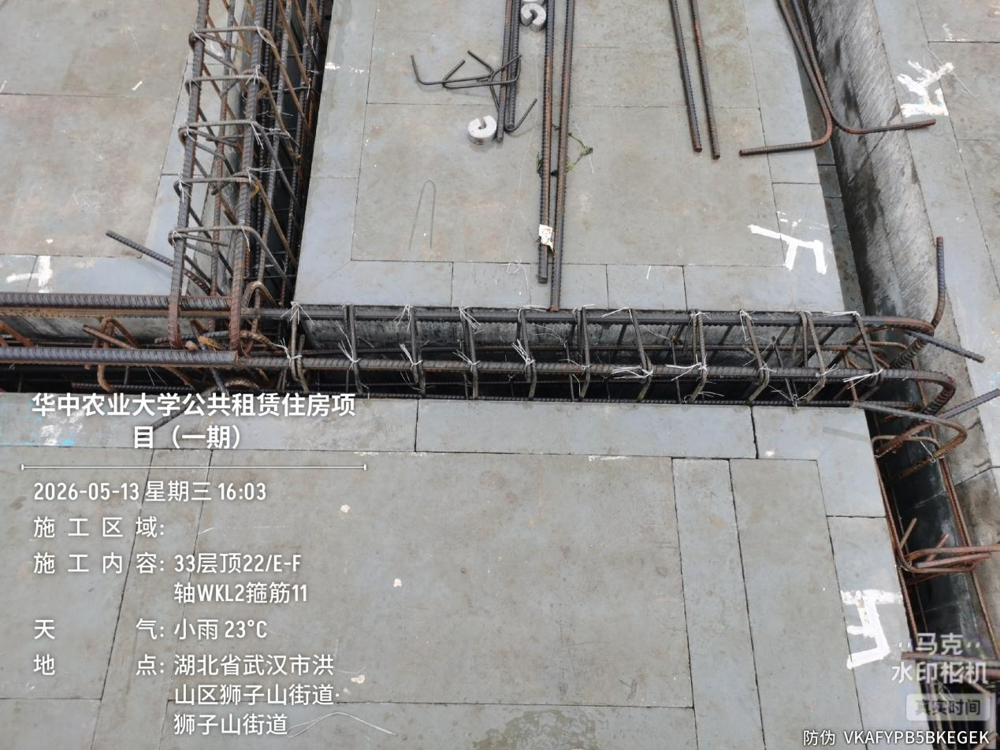 华中农业大学公共租赁住房项
目（一期）
2026-05-13 星期三 16:03
施工区域:
施工内容: 33层顶22/E-F
轴WKL2箍筋11
天气: 小雨 23°C
地点: 湖北省武汉市洪
山区狮子山街道·
狮子山街道
马克
水印相机
真实时间
防伪 VKAFYPB5BKEGEK